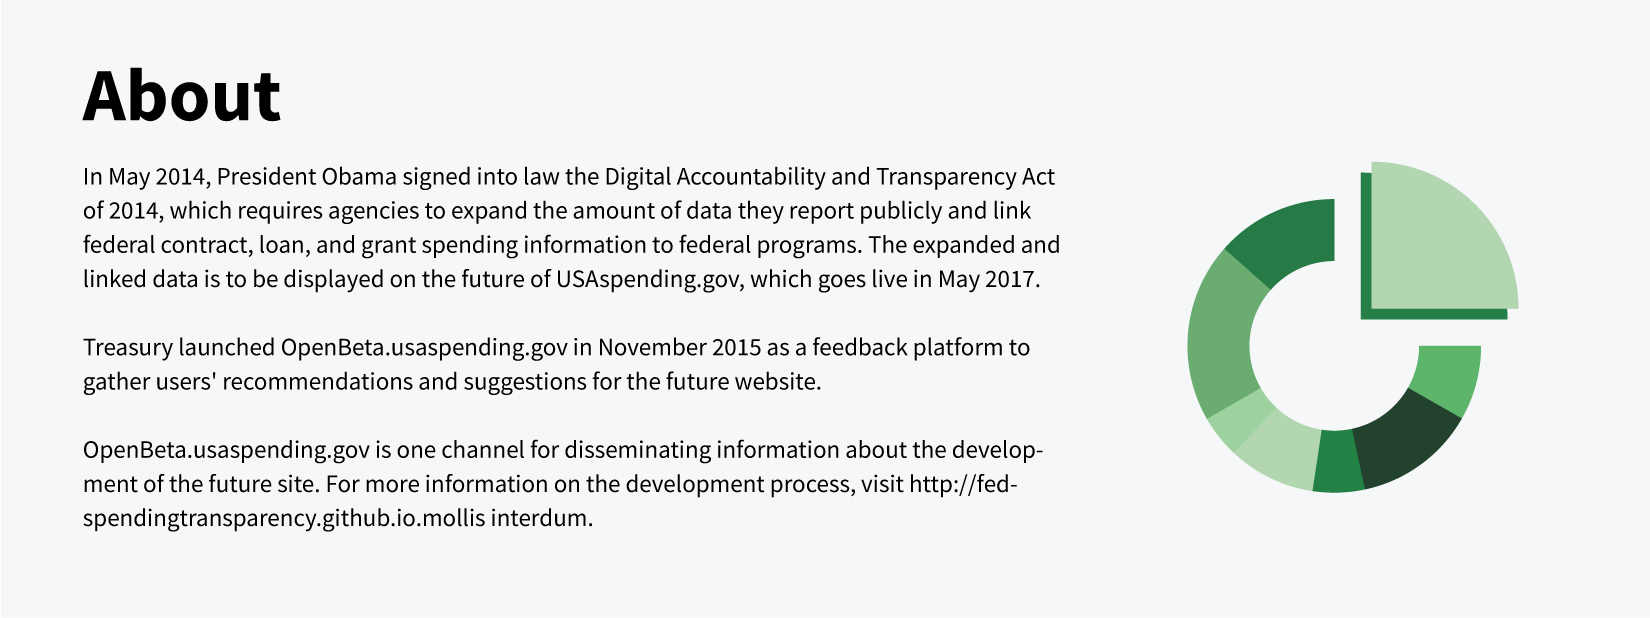 About
In May 2014, President Obama signed into law the Digital Accountability and Transparency Act
of 2014, which requires agencies to expand the amount of data they report publicly and link
federal contract, loan, and grant spending information to federal programs. The expanded and
linked data is to be displayed on the future of USAspending.gov, which goes live in May 2017.
Treasury launched OpenBeta.usaspending.gov in November 2015 as a feedback platform to
gather users' recommendations and suggestions for the future website.
OpenBeta.usaspending.gov is one channel for disseminating information about the develop-
ment of the future site. For more information on the development process, visit http://fed-
spendingtransparency.github.io.mollis interdum.